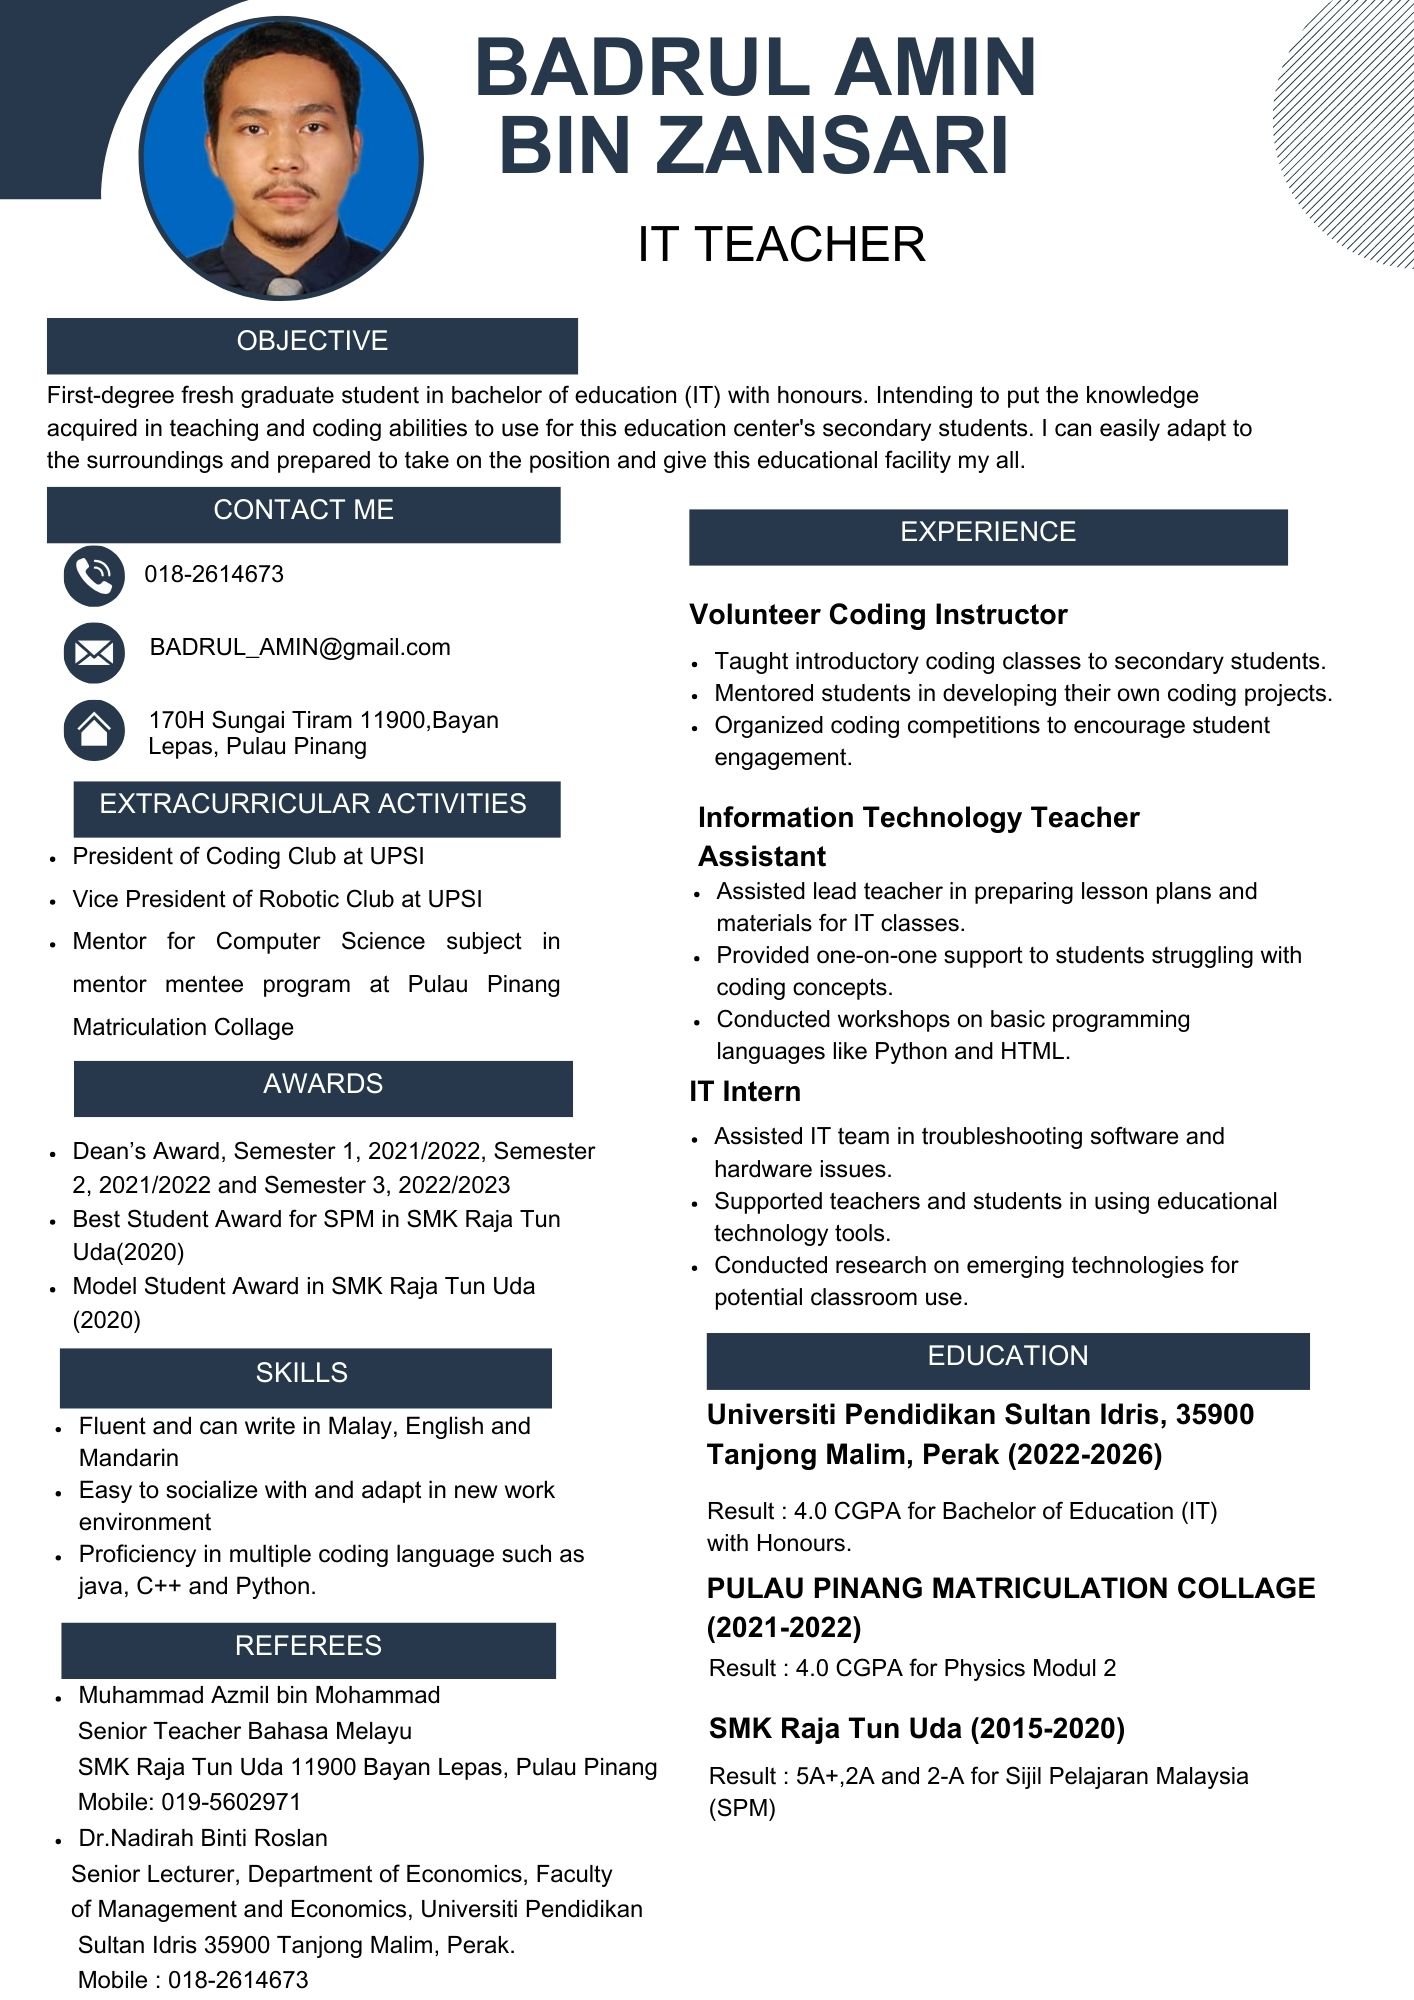 BADRUL AMIN
BIN ZANSARI
IT TEACHER
OBJECTIVE
First-degree fresh graduate student in bachelor of education (IT) with honours. Intending to put the knowledge
acquired in teaching and coding abilities to use for this education center's secondary students. I can easily adapt to
the surroundings and prepared to take on the position and give this educational facility my all.
CONTACT ME
018-2614673
BADRUL_AMIN@gmail.com
170H Sungai Tiram 11900,Bayan
Lepas, Pulau Pinang
EXTRACURRICULAR ACTIVITIES
• President of Coding Club at UPSI
• Vice President of Robotic Club at UPSI
• Mentor for Computer Science subject in
mentor mentee program at Pulau Pinang
Matriculation Collage
AWARDS
• Dean’s Award, Semester 1, 2021/2022, Semester
2, 2021/2022 and Semester 3, 2022/2023
• Best Student Award for SPM in SMK Raja Tun
Uda(2020)
• Model Student Award in SMK Raja Tun Uda
(2020)
SKILLS
• Fluent and can write in Malay, English and
Mandarin
• Easy to socialize with and adapt in new work
environment
• Proficiency in multiple coding language such as
java, C++ and Python.
REFEREES
• Muhammad Azmil bin Mohammad
Senior Teacher Bahasa Melayu
SMK Raja Tun Uda 11900 Bayan Lepas, Pulau Pinang
Mobile: 019-5602971
• Dr.Nadirah Binti Roslan
Senior Lecturer, Department of Economics, Faculty
of Management and Economics, Universiti Pendidikan
Sultan Idris 35900 Tanjong Malim, Perak.
Mobile : 018-2614673
EXPERIENCE
Volunteer Coding Instructor
• Taught introductory coding classes to secondary students.
• Mentored students in developing their own coding projects.
• Organized coding competitions to encourage student
engagement.
Information Technology Teacher
Assistant
• Assisted lead teacher in preparing lesson plans and
materials for IT classes.
• Provided one-on-one support to students struggling with
coding concepts.
• Conducted workshops on basic programming
languages like Python and HTML.
IT Intern
• Assisted IT team in troubleshooting software and
hardware issues.
• Supported teachers and students in using educational
technology tools.
• Conducted research on emerging technologies for
potential classroom use.
EDUCATION
Universiti Pendidikan Sultan Idris, 35900
Tanjong Malim, Perak (2022-2026)
Result : 4.0 CGPA for Bachelor of Education (IT)
with Honours.
PULAU PINANG MATRICULATION COLLAGE
(2021-2022)
Result : 4.0 CGPA for Physics Modul 2
SMK Raja Tun Uda (2015-2020)
Result : 5A+,2A and 2-A for Sijil Pelajaran Malaysia
(SPM)